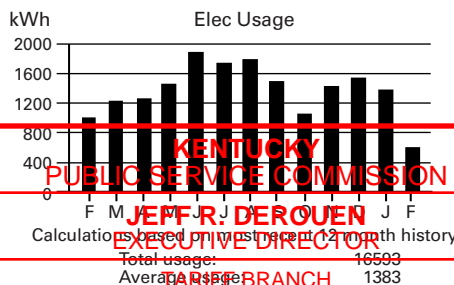 kWh Elec Usage
2000
1600
1200
800
400
0
KENTUCKY
PUBLIC SERVICE COMMISSION
F M A M J J A S O N D J F
JEFF R. DEROUEN
Calculations based on most recent 12 month history
EXECUTIVE DIRECTOR
Total usage: 16593
Average usage: 1383
TARIFF BRANCH